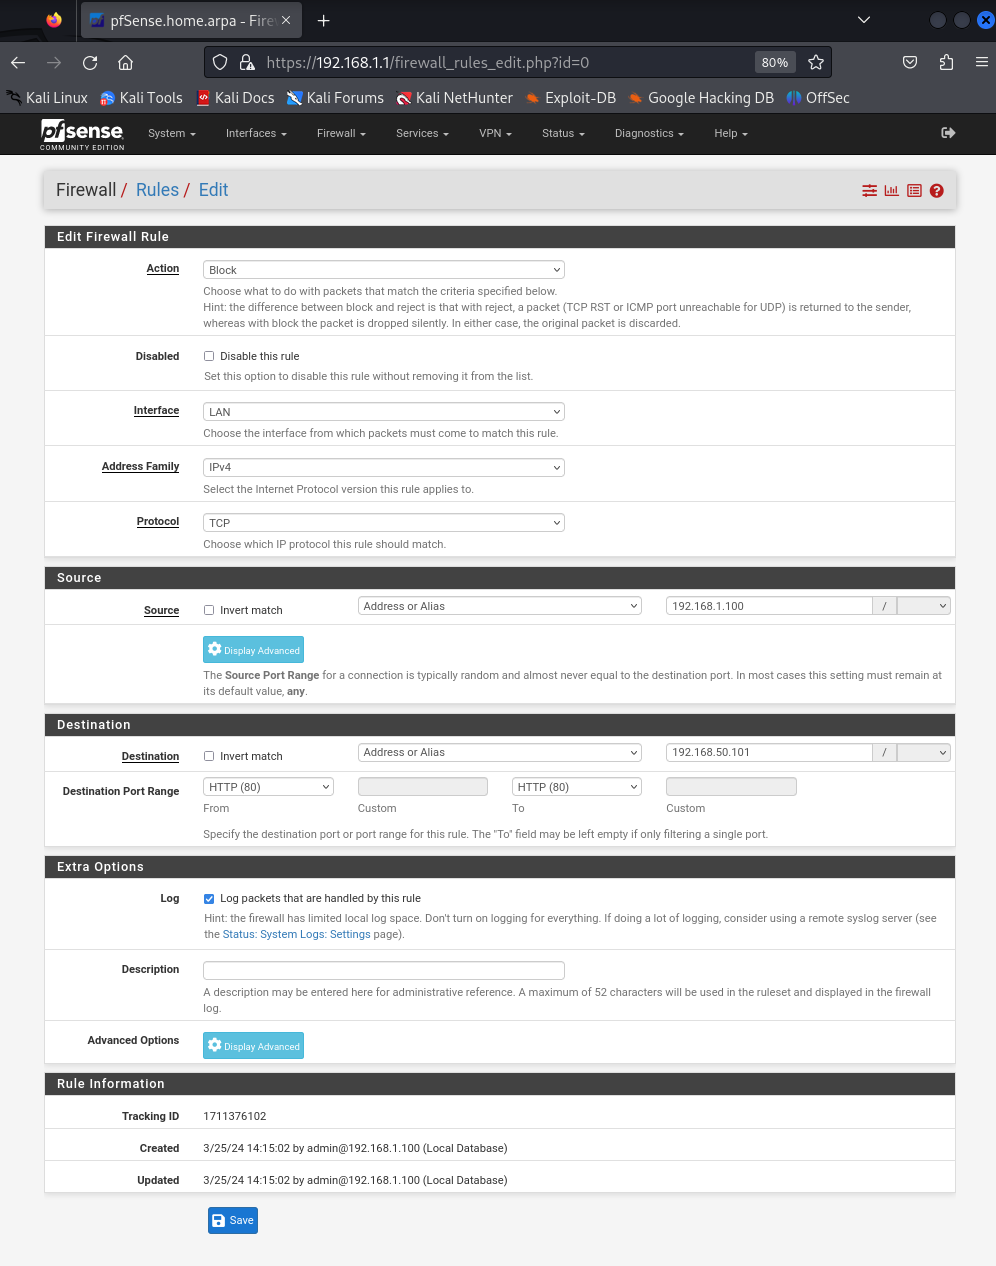 pfSense.home.arpa - Fire
https://192.168.1.1/firewall_rules_edit.php?id=0
80%
Kali Linux Kali Tools Kali Docs Kali Forums Kali NetHunter Exploit-DB Google Hacking DB OffSec
pfsense
COMMUNITY EDITION
System Interfaces Firewall Services VPN Status Diagnostics Help
Firewall / Rules / Edit
Edit Firewall Rule
Action Block
Choose what to do with packets that match the criteria specified below.
Hint: the difference between block and reject is that with reject, a packet (TCP RST or ICMP port unreachable for UDP) is returned to the sender,
whereas with block the packet is dropped silently. In either case, the original packet is discarded.
Disabled Disable this rule
Set this option to disable this rule without removing it from the list.
Interface LAN
Choose the interface from which packets must come to match this rule.
Address Family IPv4
Select the Internet Protocol version this rule applies to.
Protocol TCP
Choose which IP protocol this rule should match.
Source
Source Invert match Address or Alias 192.168.1.100 /
Display Advanced
The Source Port Range for a connection is typically random and almost never equal to the destination port. In most cases this setting must remain at
its default value, any.
Destination
Destination Invert match Address or Alias 192.168.50.101 /
Destination Port Range HTTP (80) HTTP (80)
From Custom To Custom
Specify the destination port or port range for this rule. The "To" field may be left empty if only filtering a single port.
Extra Options
Log Log packets that are handled by this rule
Hint: the firewall has limited local log space. Don't turn on logging for everything. If doing a lot of logging, consider using a remote syslog server (see
the Status: System Logs: Settings page).
Description
A description may be entered here for administrative reference. A maximum of 52 characters will be used in the ruleset and displayed in the firewall
log.
Advanced Options Display Advanced
Rule Information
Tracking ID 1711376102
Created 3/25/24 14:15:02 by admin@192.168.1.100 (Local Database)
Updated 3/25/24 14:15:02 by admin@192.168.1.100 (Local Database)
Save